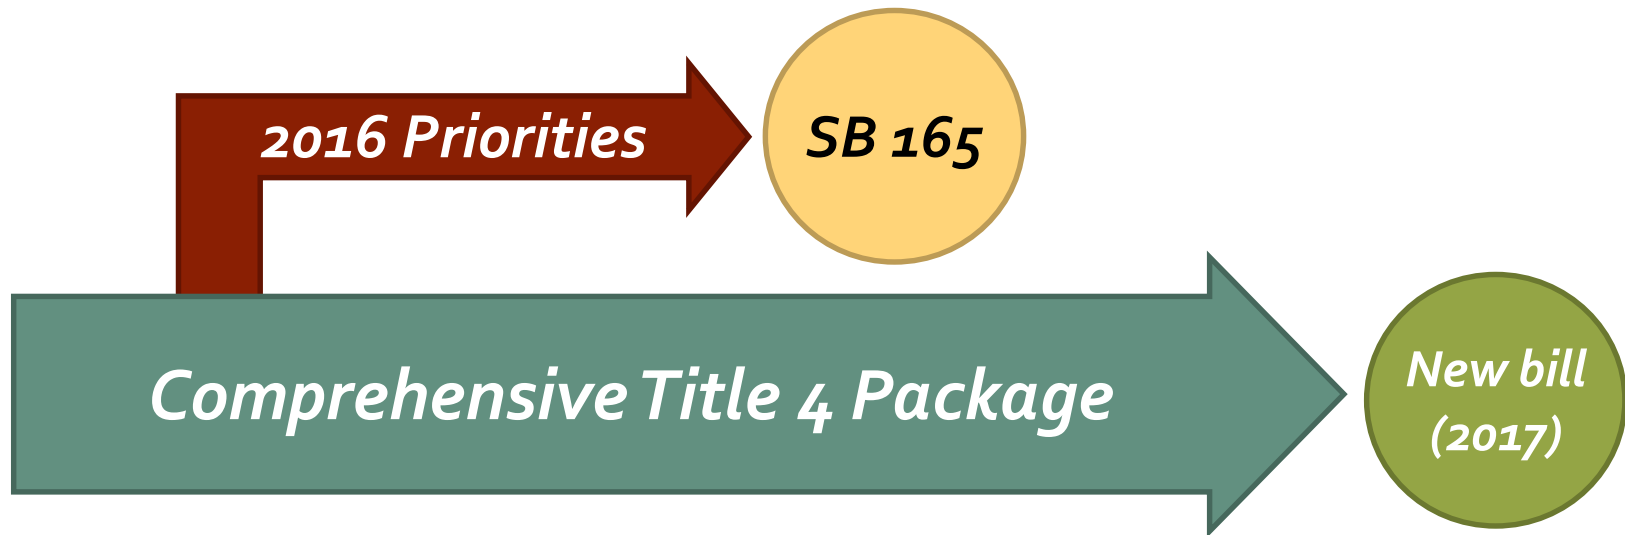 2016 Priorities
SB 165
Comprehensive Title 4 Package
New bill
(2017)